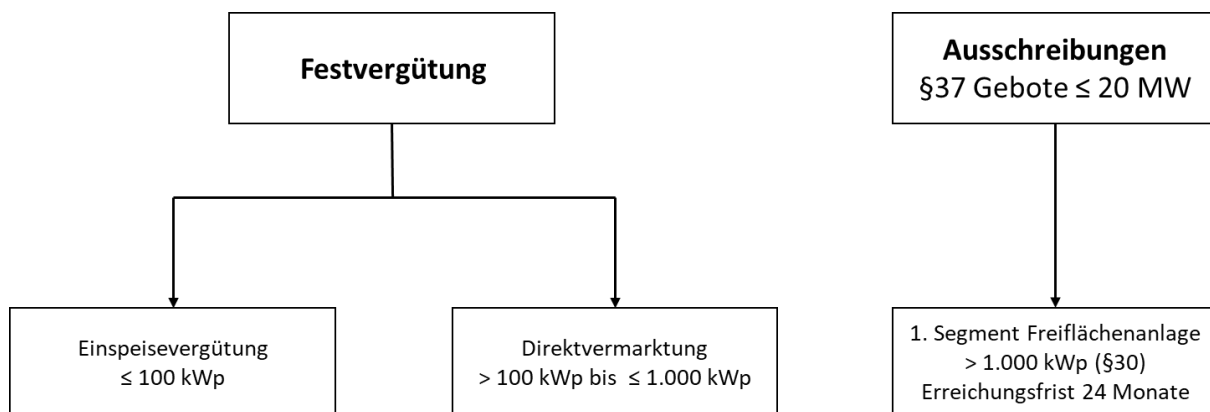 Festvergütung
Ausschreibungen
§37 Gebote ≤ 20 MW
Einspeisevergütung
≤ 100 kWp
Direktvermarktung
> 100 kWp bis ≤ 1.000 kWp
1. Segment Freiflächenanlage
> 1.000 kWp (§30)
Erreichungsfrist 24 Monate